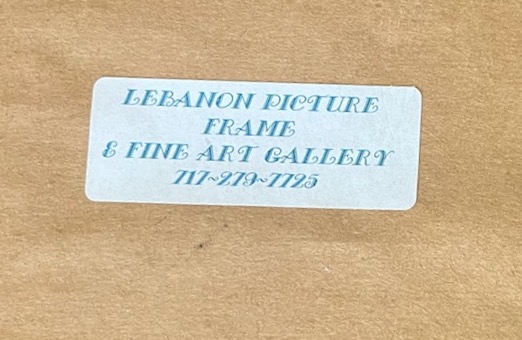 LEBANON PICTURE
FRAME
& FINE ART GALLERY
717~279~7725